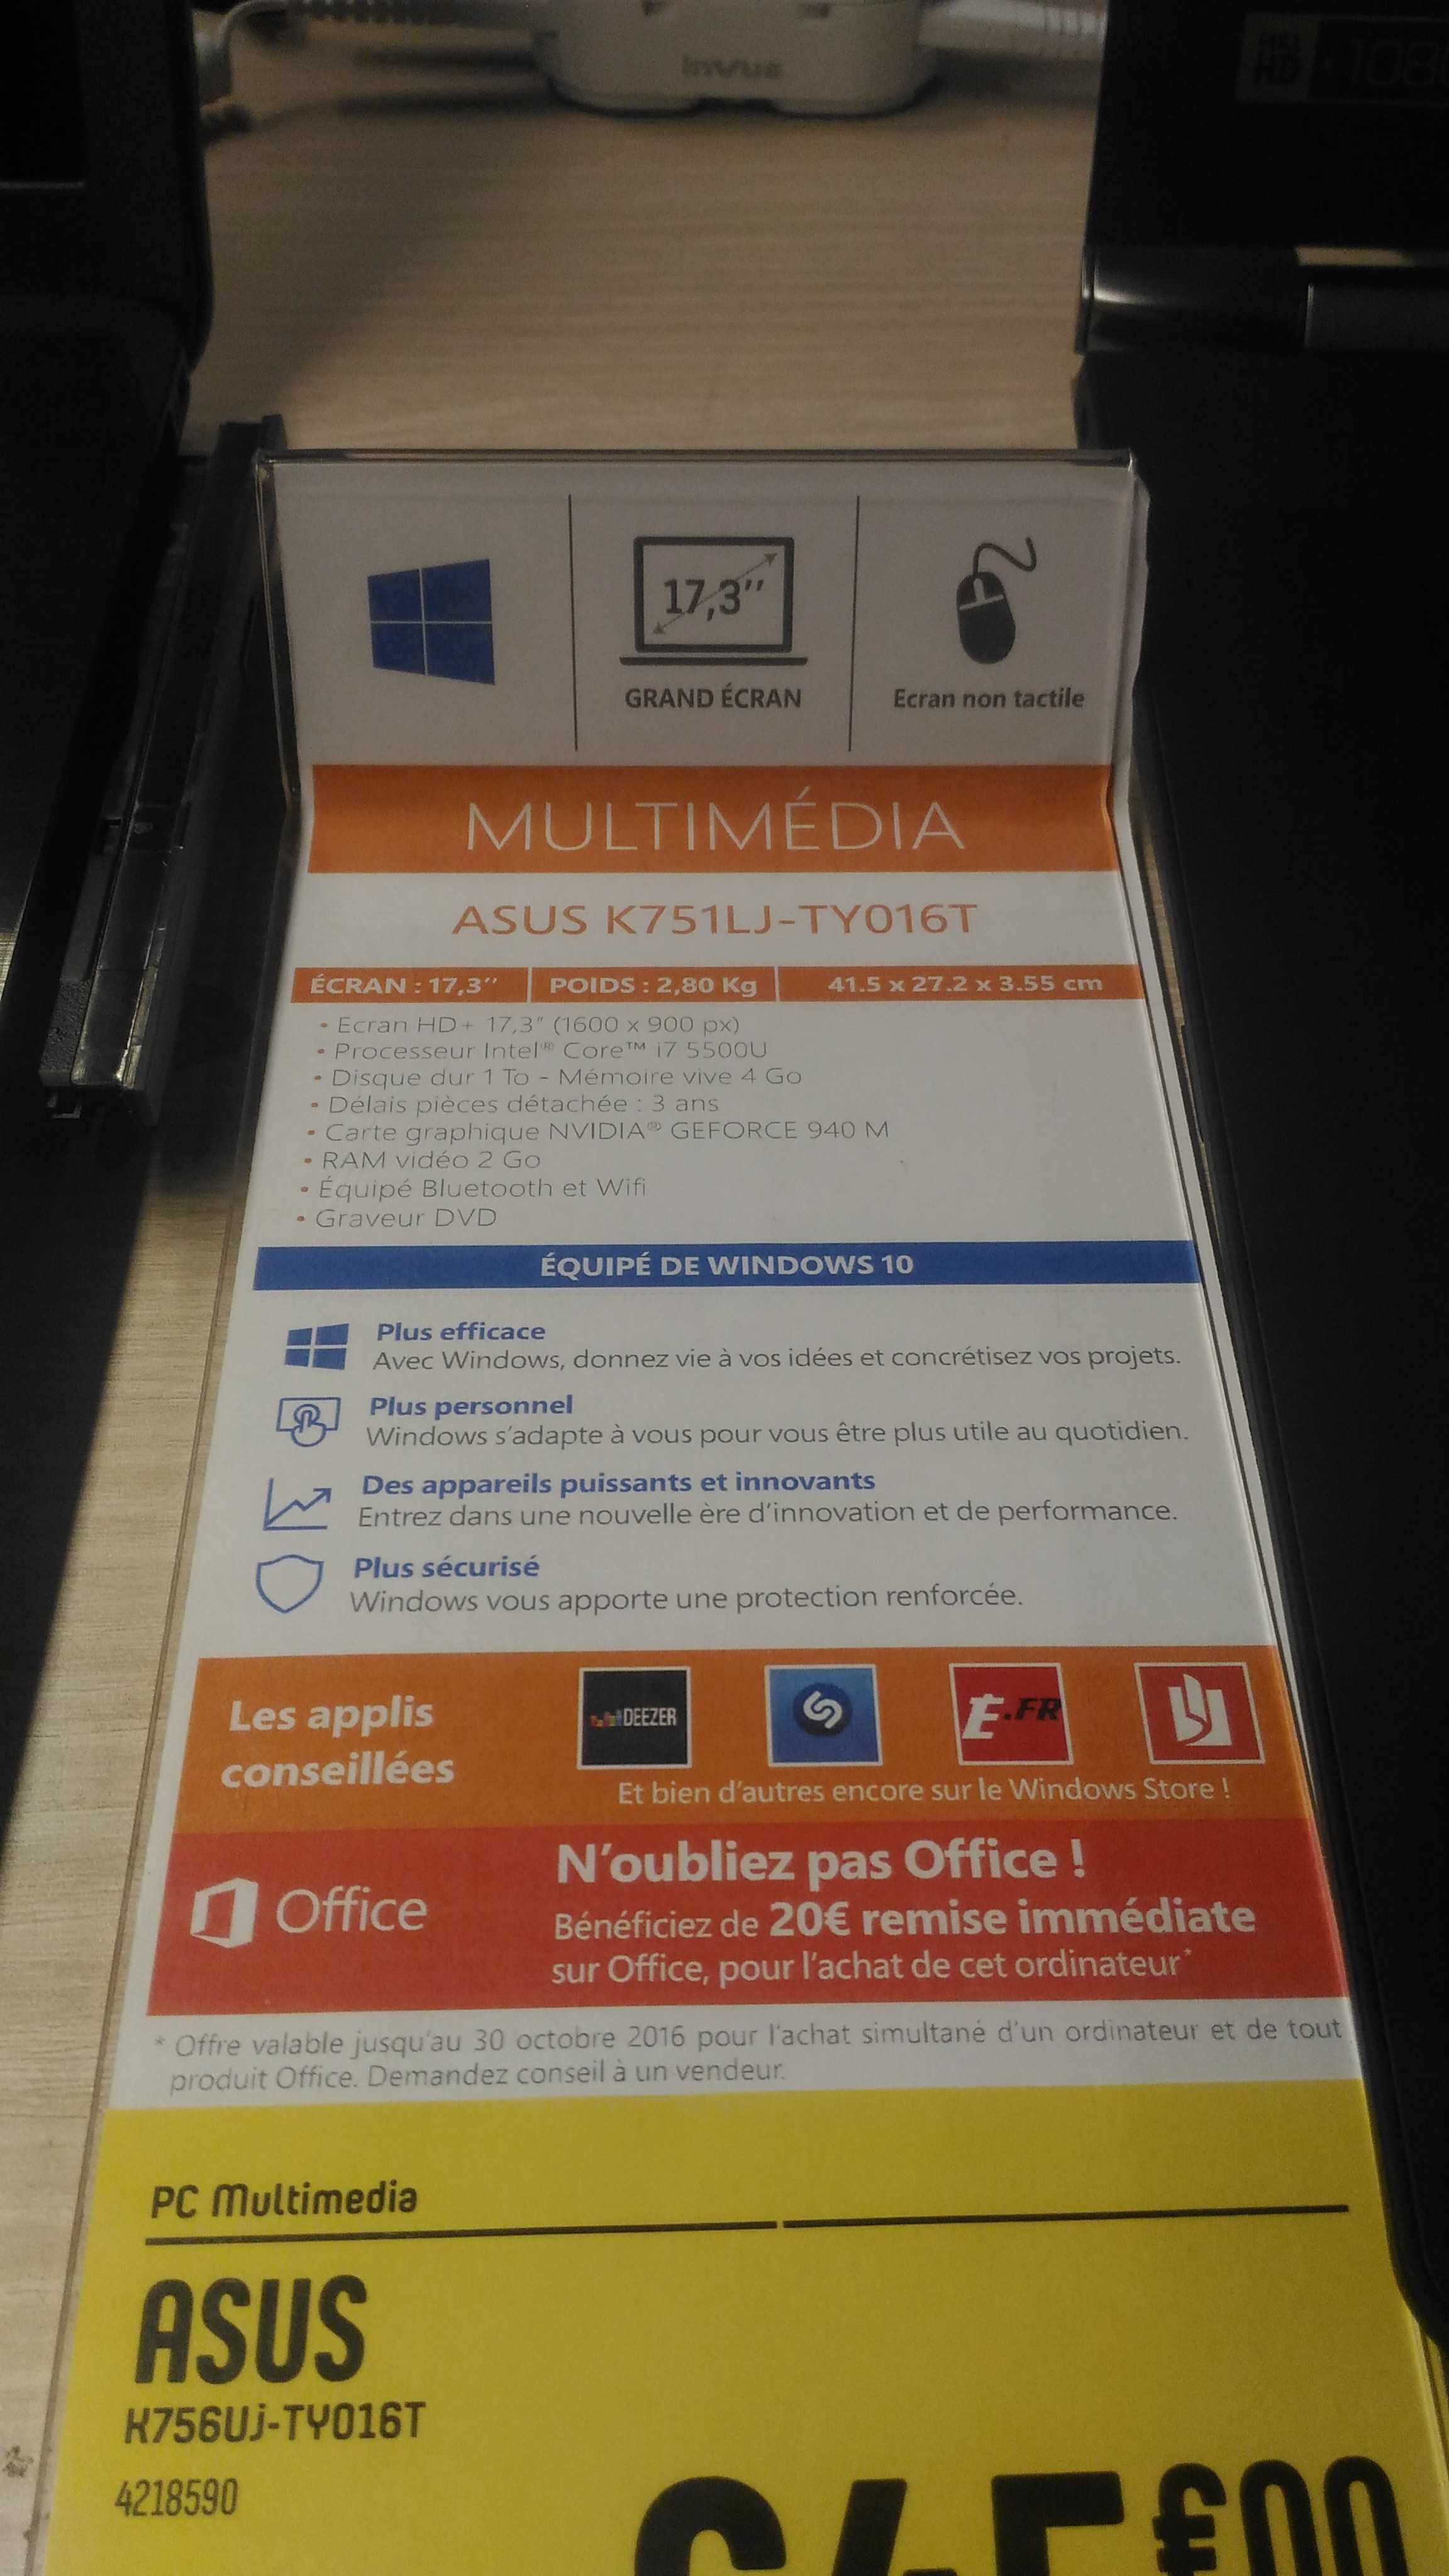 inVue
HD 108
17,3''
GRAND ÉCRAN
Ecran non tactile
MULTIMÉDIA
ASUS K751LJ-TY016T
ÉCRAN : 17,3'' POIDS : 2,80 Kg 41.5 x 27.2 x 3.55 cm
• Ecran HD+ 17,3" (1600 x 900 px)
• Processeur Intel® Core™ i7 5500U
• Disque dur 1 To - Mémoire vive 4 Go
• Délais pièces détachée : 3 ans
• Carte graphique NVIDIA® GEFORCE 940 M
• RAM vidéo 2 Go
• Équipé Bluetooth et Wifi
• Graveur DVD
ÉQUIPÉ DE WINDOWS 10
Plus efficace
Avec Windows, donnez vie à vos idées et concrétisez vos projets.
Plus personnel
Windows s'adapte à vous pour vous être plus utile au quotidien.
Des appareils puissants et innovants
Entrez dans une nouvelle ère d'innovation et de performance.
Plus sécurisé
Windows vous apporte une protection renforcée.
Les applis
conseillées
DEEZER
É.FR
Et bien d'autres encore sur le Windows Store !
Office
N'oubliez pas Office !
Bénéficiez de 20€ remise immédiate
sur Office, pour l'achat de cet ordinateur*
* Offre valable jusqu'au 30 octobre 2016 pour l'achat simultané d'un ordinateur et de tout
produit Office. Demandez conseil à un vendeur.
PC Multimedia
ASUS
K756Uj-TY016T
4218590